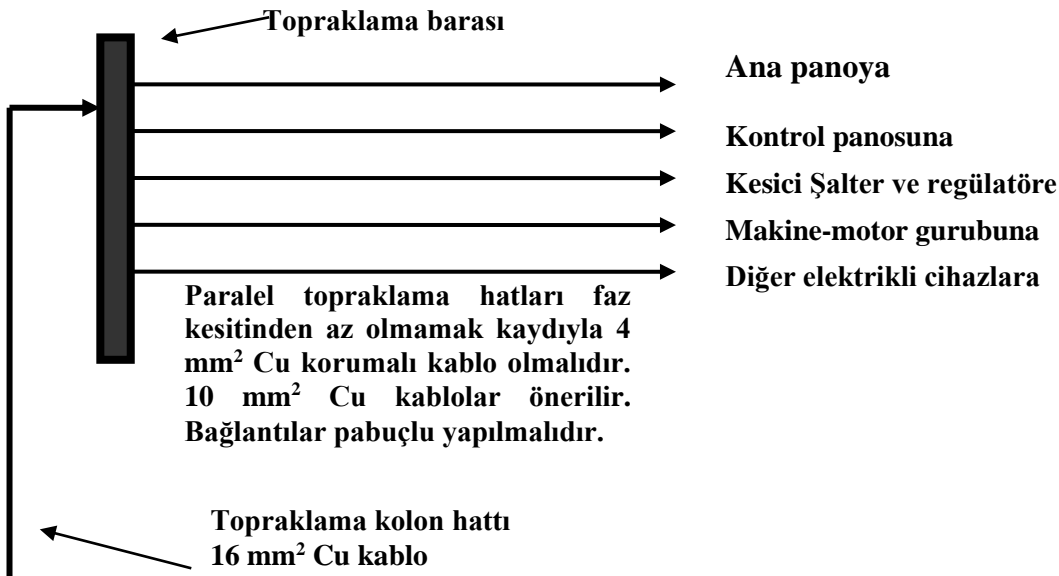 Topraklama barası
Ana panoya
Kontrol panosuna
Kesici Şalter ve regülatöre
Makine-motor gurubuna
Diğer elektrikli cihazlara
Paralel topraklama hatları faz
kesitinden az olmamak kaydıyla 4
mm² Cu korumalı kablo olmalıdır.
10 mm² Cu kablolar önerilir.
Bağlantılar pabuçlu yapılmalıdır.
Topraklama kolon hattı
16 mm² Cu kablo